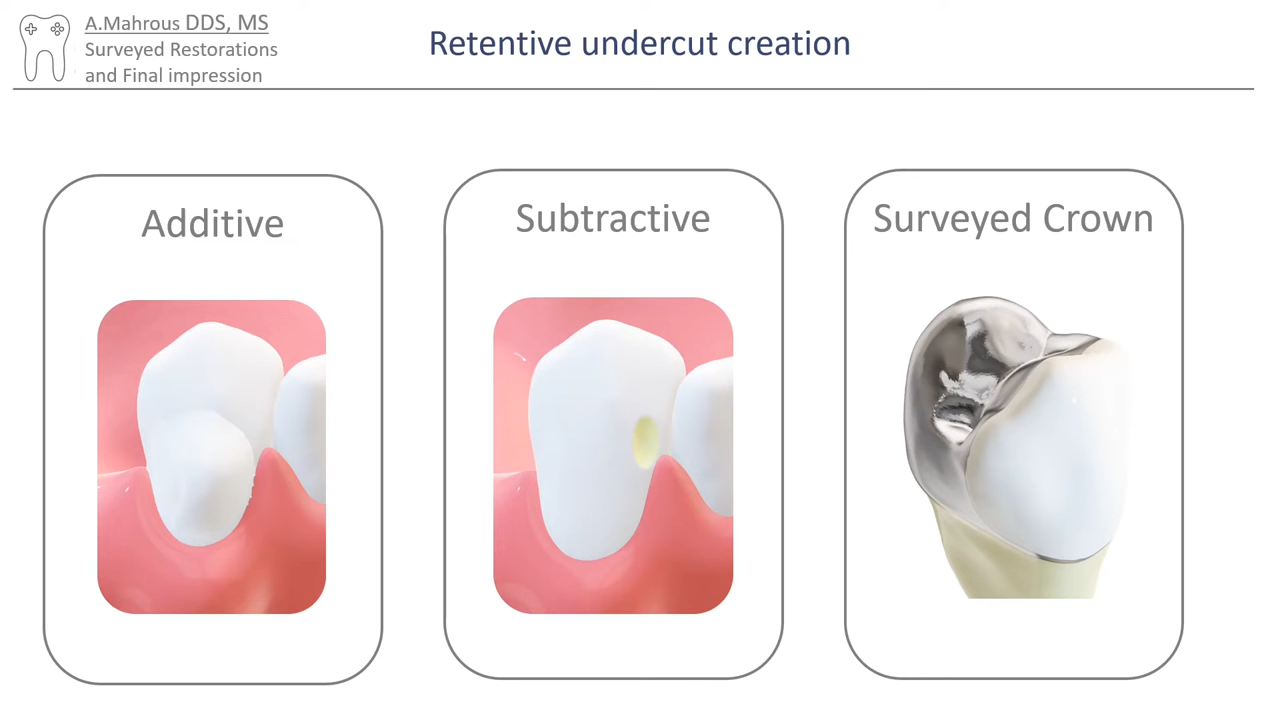 A.Mahrous DDS, MS
Surveyed Restorations
and Final impression
Retentive undercut creation
Additive
Subtractive
Surveyed Crown